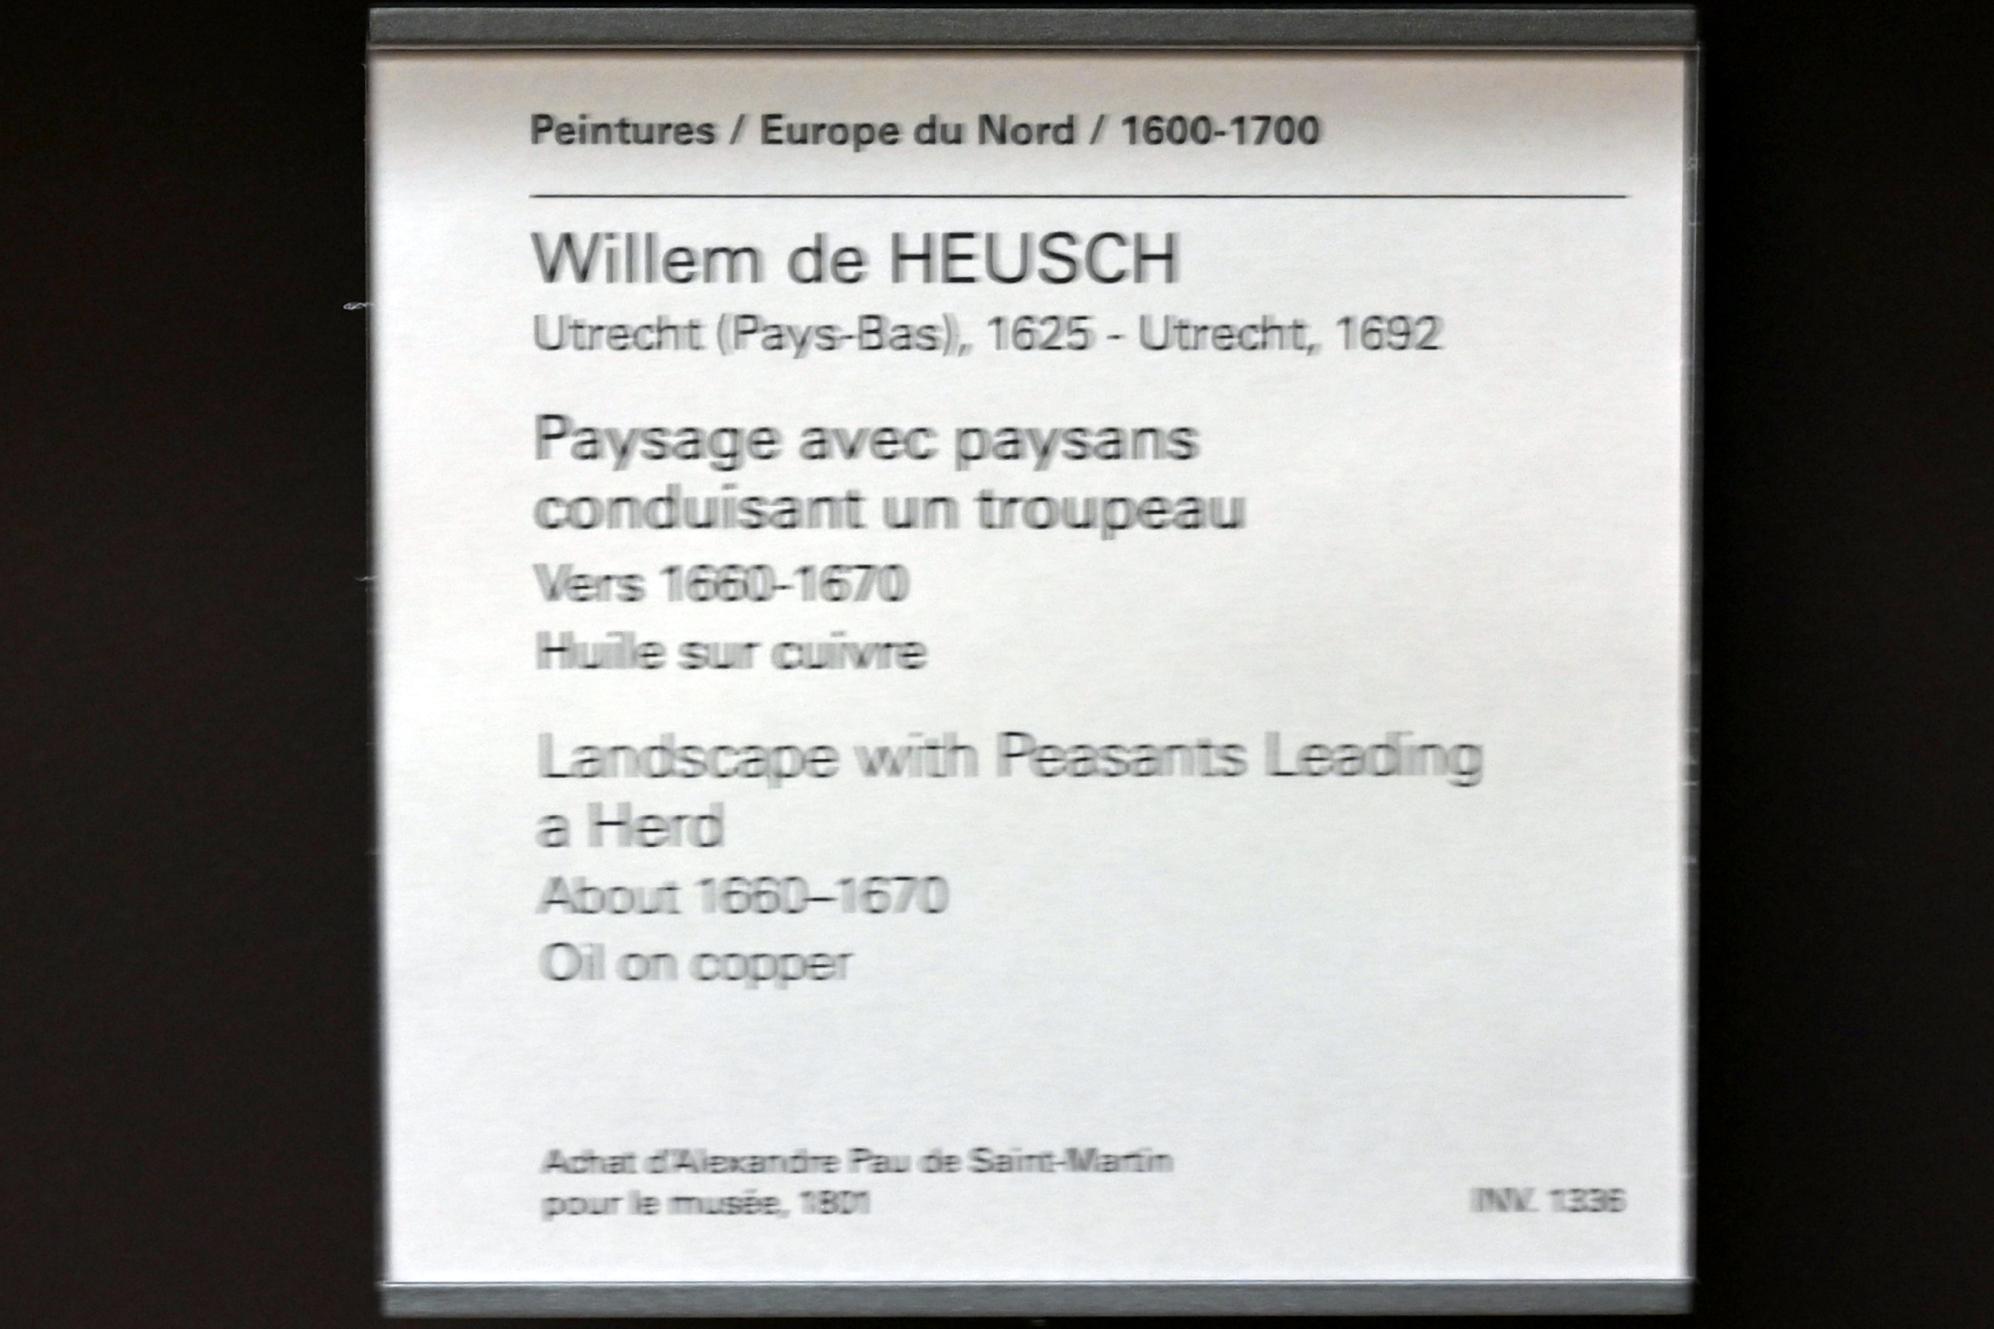 Peintures / Europe du Nord / 1600-1700
Willem de HEUSCH
Utrecht (Pays-Bas), 1625 - Utrecht, 1692
Paysage avec paysans
conduisant un troupeau
Vers 1660-1670
Huile sur cuivre
Landscape with Peasants Leading
a Herd
About 1660–1670
Oil on copper
Achat d'Alexandre Pau de Saint-Martin
pour le musée, 1801
INV. 1336